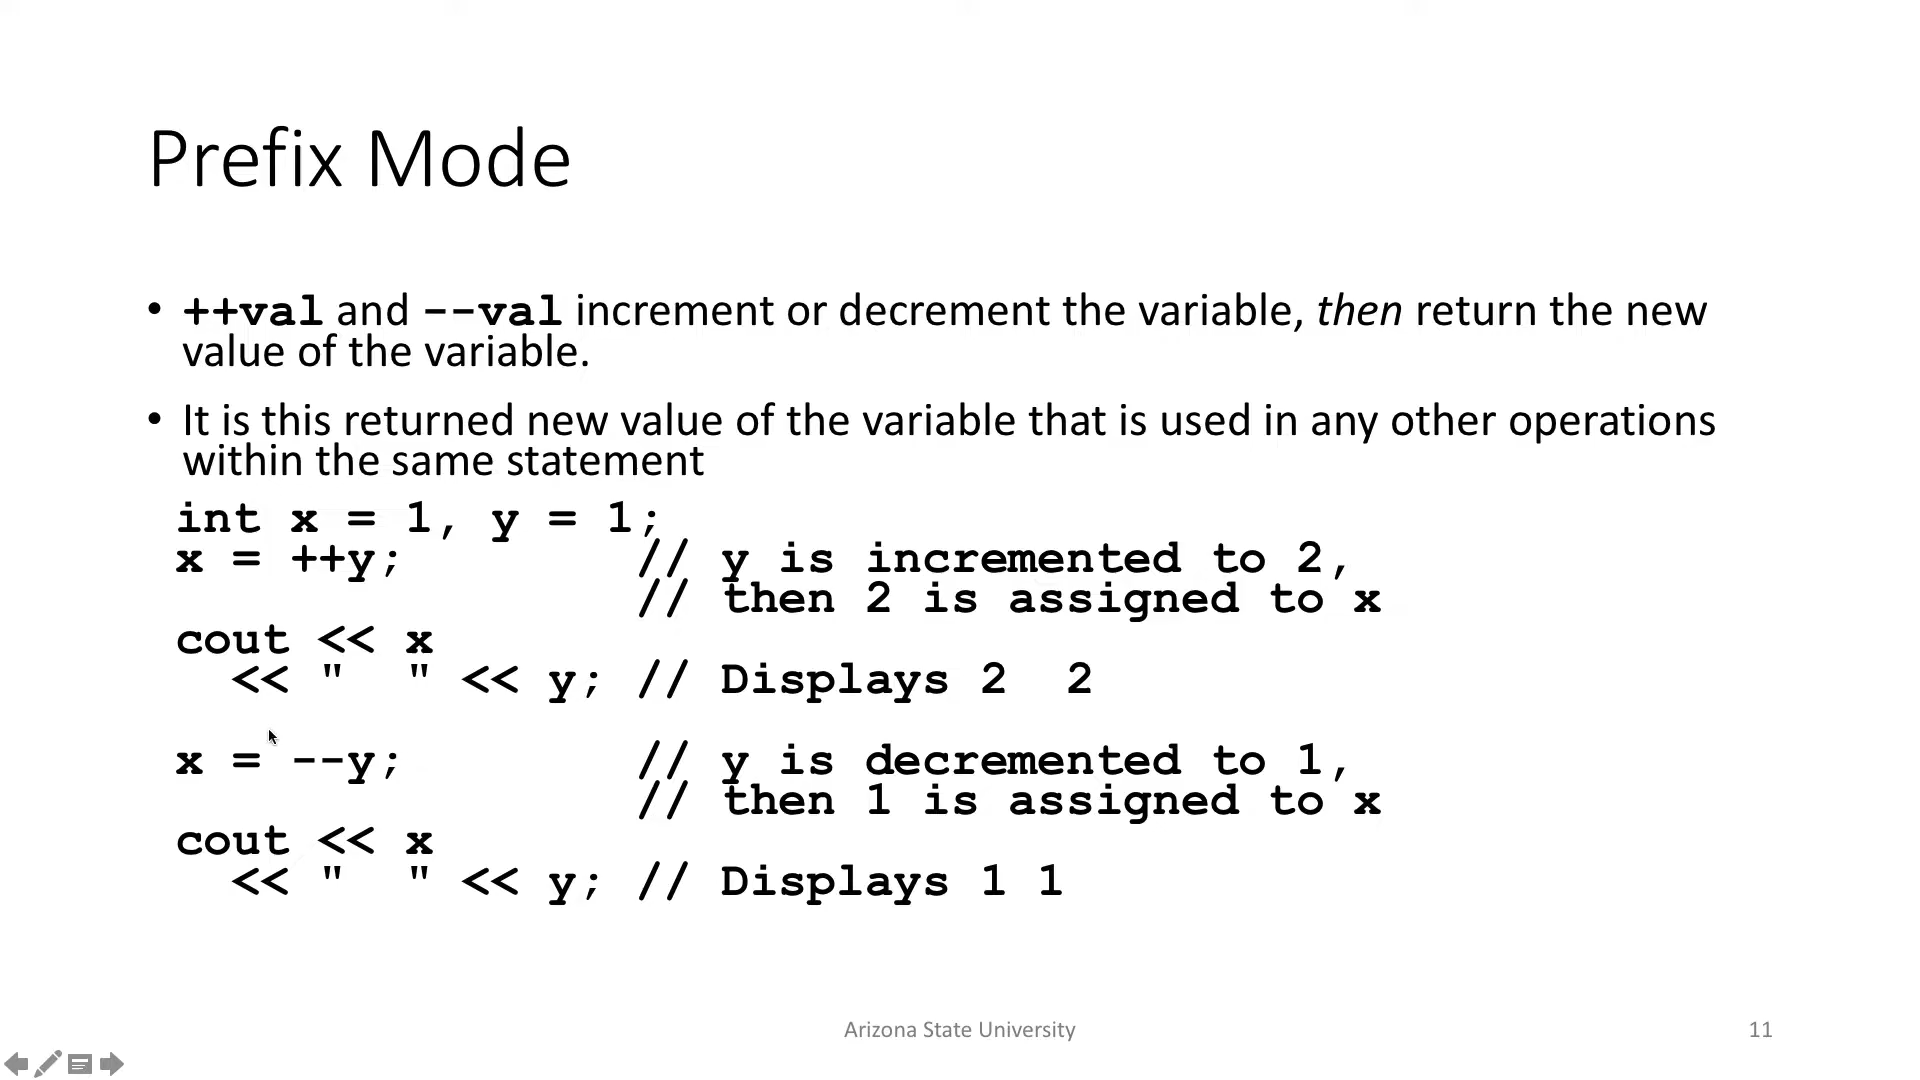 Prefix Mode
• ++val and --val increment or decrement the variable, then return the new
value of the variable.
• It is this returned new value of the variable that is used in any other operations
within the same statement
int x = 1, y = 1;
x = ++y;        // y is incremented to 2,
                // then 2 is assigned to x
cout << x
  << "  " << y; // Displays 2  2
x = --y;        // y is decremented to 1,
                // then 1 is assigned to x
cout << x
  << "  " << y; // Displays 1 1
Arizona State University
11